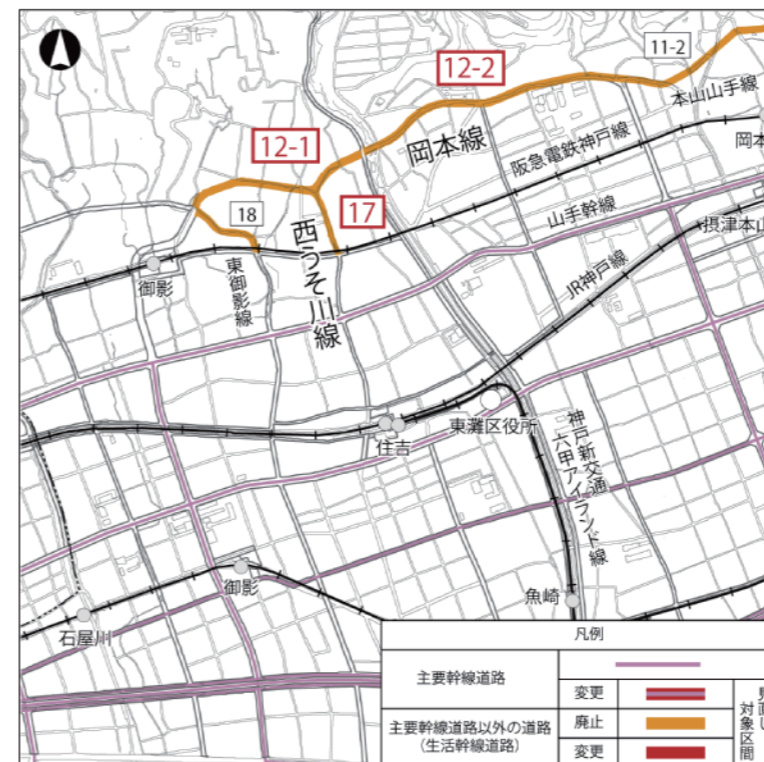 11-2
12-2
本山山手線
岡本線
阪急電鉄神戸線
岡本
12-1
17
18
山手幹線
摂津本山
西うそ川線
東御影線
御影
JR神戸線
東灘区役所
住吉
神戸新交通
六甲アイランド線
御影
魚崎
石屋川
凡例
主要幹線道路
変更
主要幹線道路以外の道路
(生活幹線道路)
廃止
変更
見直し
対象区間